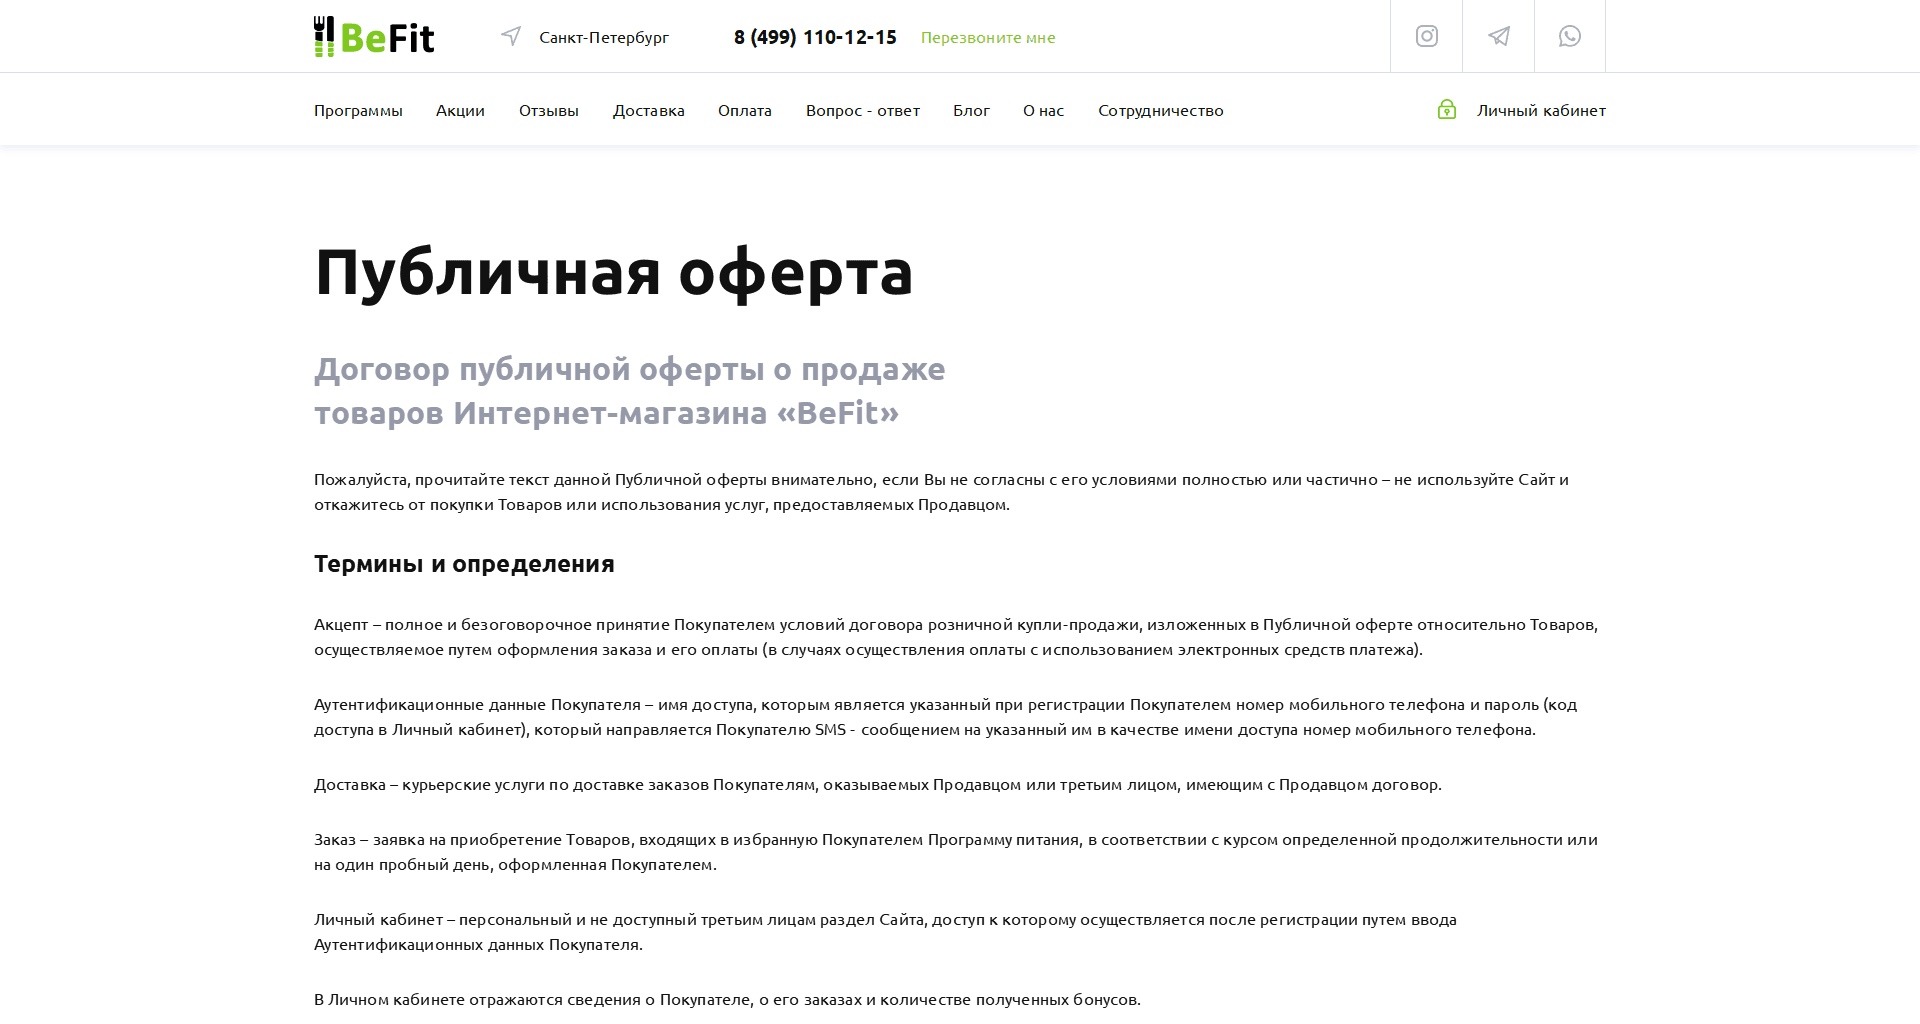 BeFit
Санкт-Петербург
8 (499) 110-12-15
Перезвоните мне
Программы
Акции
Отзывы
Доставка
Оплата
Вопрос - ответ
Блог
О нас
Сотрудничество
Личный кабинет
Публичная оферта
Договор публичной оферты о продаже
товаров Интернет-магазина «BeFit»
Пожалуйста, прочитайте текст данной Публичной оферты внимательно, если Вы не согласны с его условиями полностью или частично – не используйте Сайт и
откажитесь от покупки Товаров или использования услуг, предоставляемых Продавцом.
Термины и определения
Акцепт – полное и безоговорочное принятие Покупателем условий договора розничной купли-продажи, изложенных в Публичной оферте относительно Товаров,
осуществляемое путем оформления заказа и его оплаты (в случаях осуществления оплаты с использованием электронных средств платежа).
Аутентификационные данные Покупателя – имя доступа, которым является указанный при регистрации Покупателем номер мобильного телефона и пароль (код
доступа в Личный кабинет), который направляется Покупателю SMS - сообщением на указанный им в качестве имени доступа номер мобильного телефона.
Доставка – курьерские услуги по доставке заказов Покупателям, оказываемых Продавцом или третьим лицом, имеющим с Продавцом договор.
Заказ – заявка на приобретение Товаров, входящих в избранную Покупателем Программу питания, в соответствии с курсом определенной продолжительности или
на один пробный день, оформленная Покупателем.
Личный кабинет – персональный и не доступный третьим лицам раздел Сайта, доступ к которому осуществляется после регистрации путем ввода
Аутентификационных данных Покупателя.
В Личном кабинете отражаются сведения о Покупателе, о его заказах и количестве полученных бонусов.